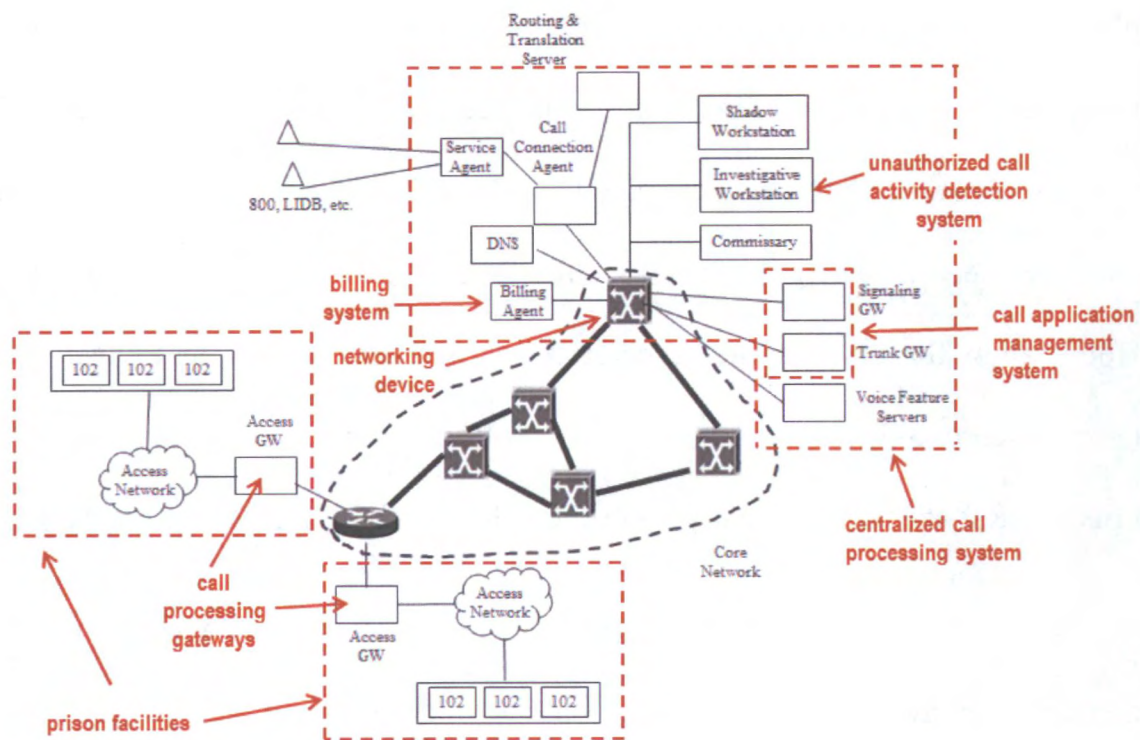 Routing &
Translation
Server
Shadow
Workstation
Call
Connection
Agent
Service
Agent
unauthorized call
activity detection
system
Investigative
Workstation
800, LIDB, etc.
DNS
Commissary
billing
system
Billing
Agent
Signaling
GW
call application
management
system
networking
device
Trunk GW
102 102 102
Voice Feature
Servers
Access
GW
Access
Network
centralized call
processing system
Core
Network
call
processing
gateways
Access
Network
Access
GW
102 102 102
prison facilities